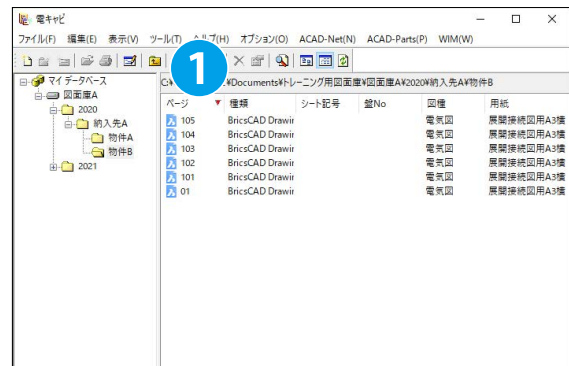 電キャビ
ファイル(F) 編集(E) 表示(V) ツール(T) ヘルプ(H) オプション(O) ACAD-Net(N) ACAD-Parts(P) WIM(W)
1
マイ データベース
図面庫A
2020
納入先A
物件A
物件B
2021
¥Documents¥トレーニング用図面庫¥図面庫A¥2020¥納入先A¥物件B
ページ ▼ 種類 シート記号 盤No 図種 用紙
105 BricsCAD Drawir 電気図 展開接続図用A3横
104 BricsCAD Drawir 電気図 展開接続図用A3横
103 BricsCAD Drawir 電気図 展開接続図用A3横
102 BricsCAD Drawir 電気図 展開接続図用A3横
101 BricsCAD Drawir 電気図 展開接続図用A3横
01 BricsCAD Drawir 電気図 展開接続図用A3横